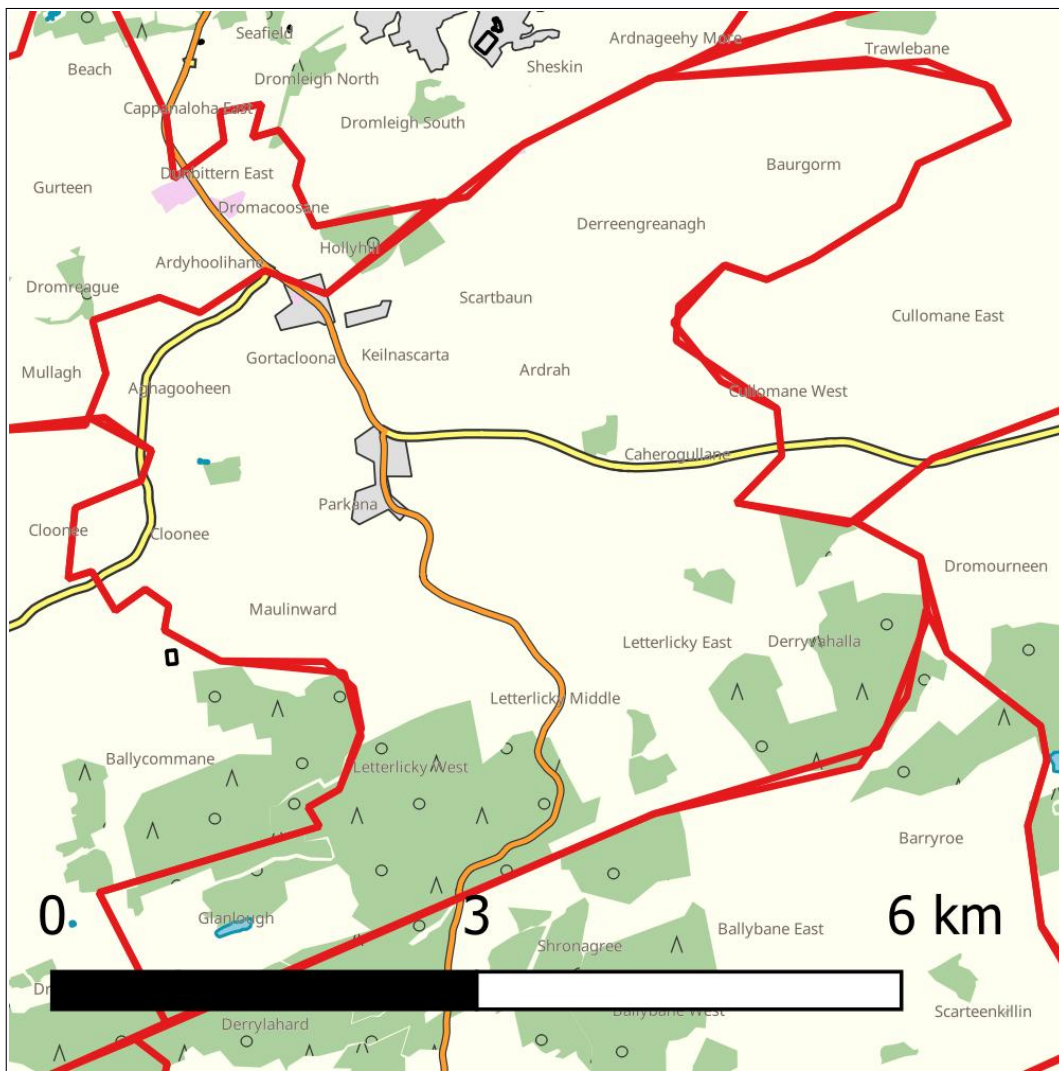 Seafield
Ardnageehy More
Trawlebane
Beach
Sheskin
Dromleigh North
Cappanaloha East
Dromleigh South
Baurgorm
Dunbittern East
Gurteen
Dromacoosane
Derreengreanagh
Hollyhill
Ardyhoolihane
Dromreague
Scartbaun
Cullomane East
Gortacloona
Keilnascarta
Mullagh
Ardrah
Aghagooheen
Cullomane West
Caherogullane
Parkana
Cloonee
Cloonee
Dromourneen
Maulinward
Letterlicky East
Letterlicky Middle
Ballycommane
Letterlicky West
Barryroe
Glanlough
Ballybane East
0
3
6 km
Shronagree
Scarteenkillin
Derrylahard
Ballybane West